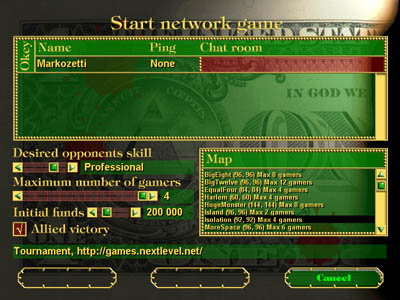 Start network game
Okey
Name Ping Chat room
Markozetti None
IN GOD WE
Desired opponents skill
Professional
Maximum number of gamers
4
Initial funds 200 000
Allied victory
Map
BigEight (96, 96) Max 8 gamers
BigTwelve (96, 96) Max 12 gamers
EqualFour (84, 84) Max 4 gamers
Harlem (60, 60) Max 4 gamers
HugeMonster (144, 144) Max 8 gamers
Island (96, 96) Max 2 gamers
Isolation (92, 92) Max 4 gamers
MoreSpace (96, 96) Max 6 gamers
Tournament, http://games.nextlevel.net/
Cancel